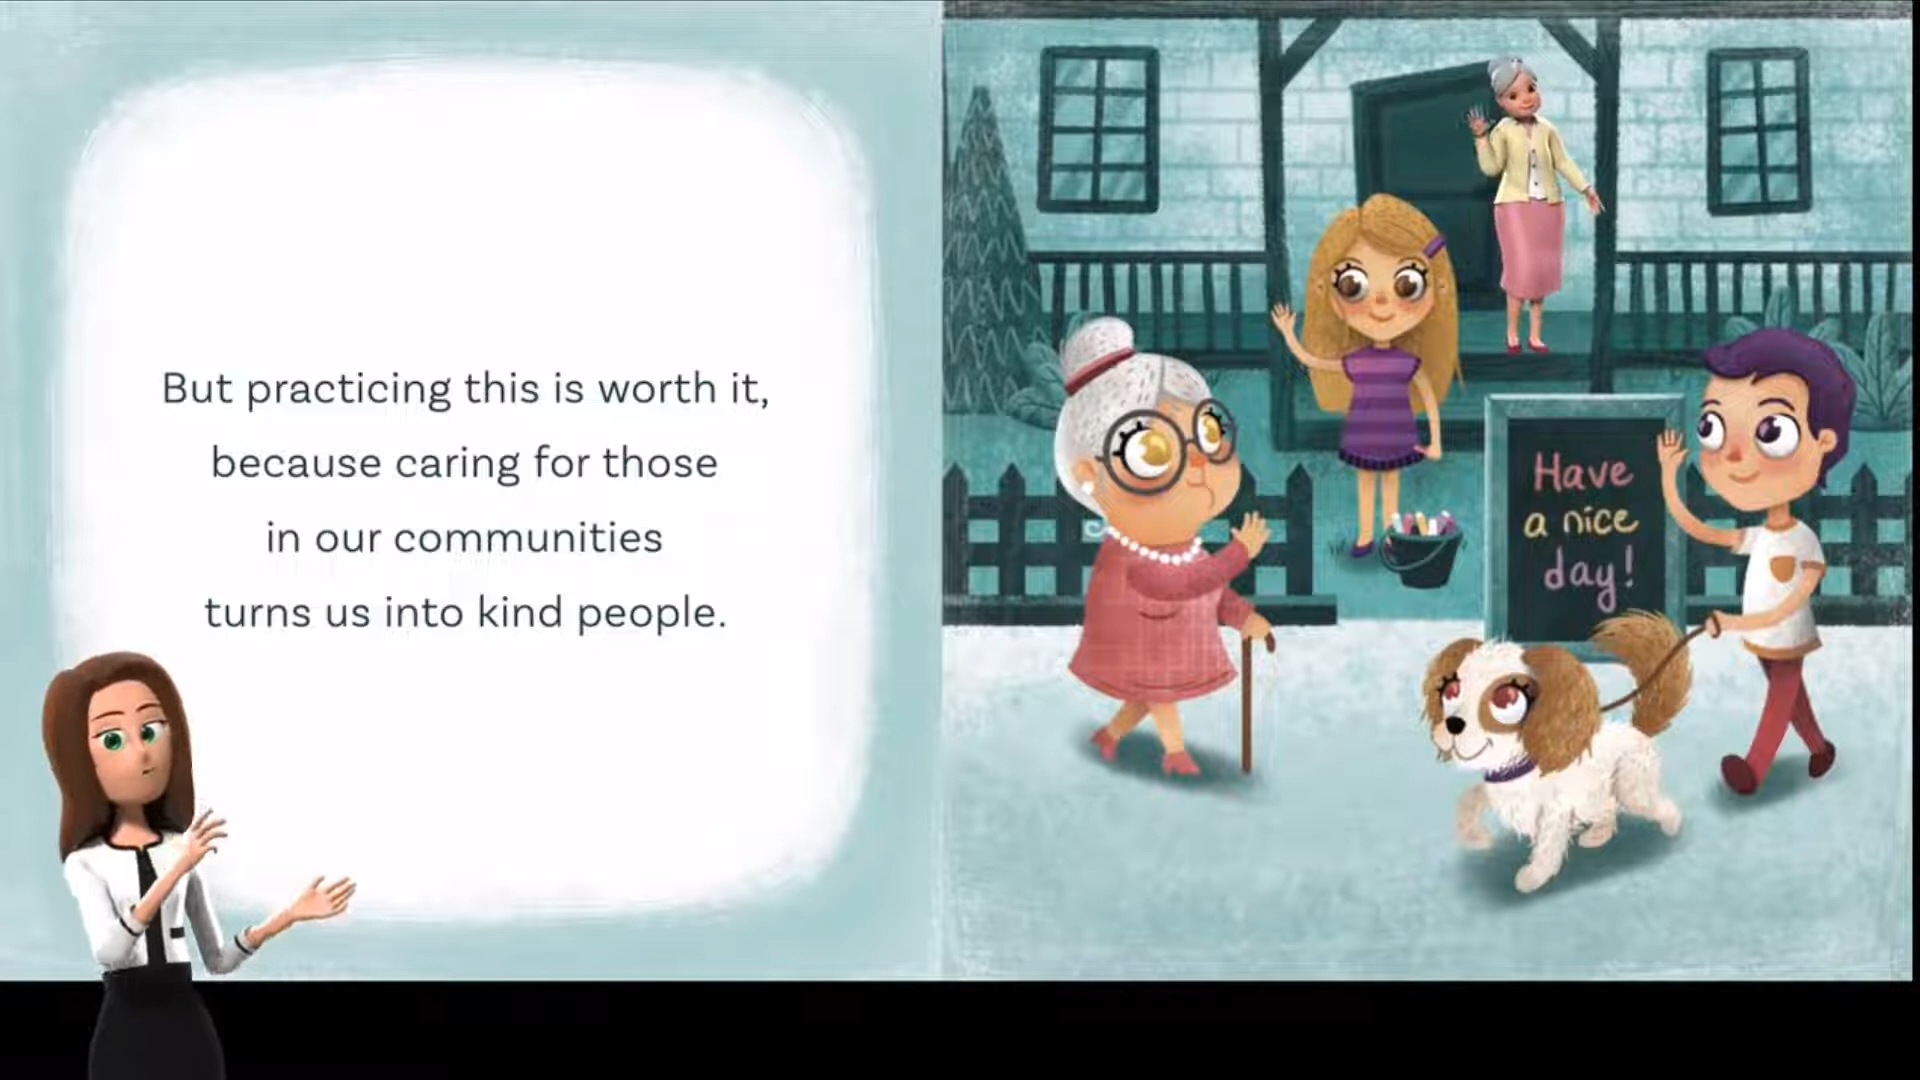 But practicing this is worth it,
because caring for those
in our communities
turns us into kind people.
Have
a nice
day!